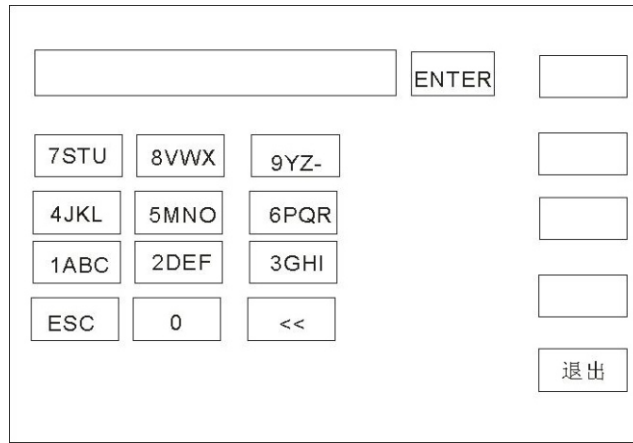 ENTER
7STU 8VWX 9YZ-
4JKL 5MNO 6PQR
1ABC 2DEF 3GHI
ESC 0 <<
退出